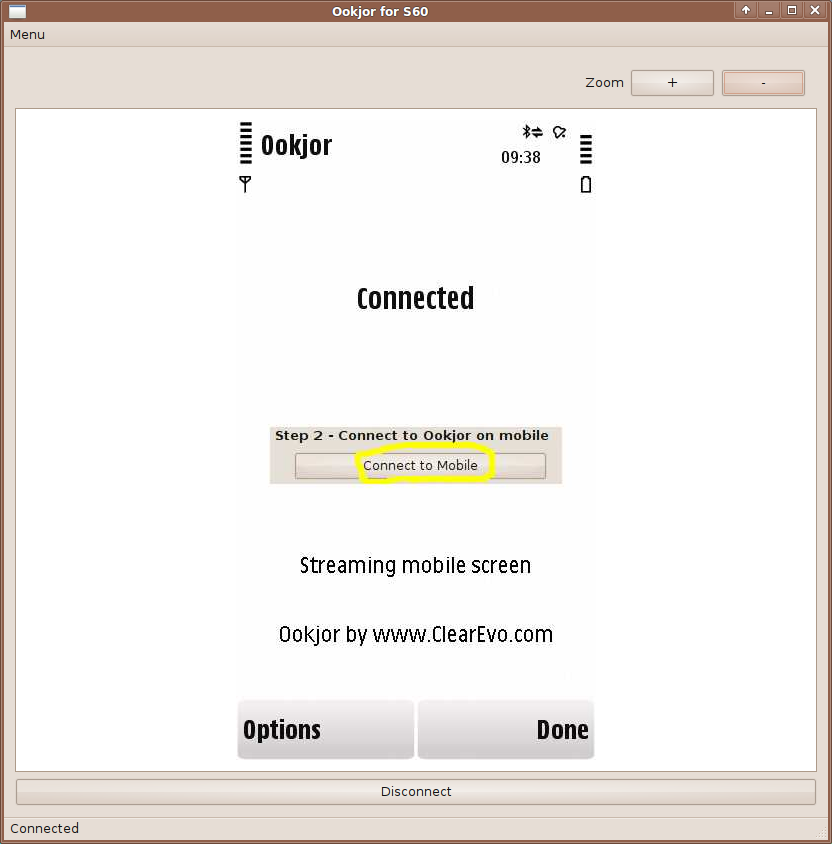 Ookjor for S60
Menu
Zoom + -
Ookjor
09:38
Connected
Step 2 - Connect to Ookjor on mobile
Connect to Mobile
Streaming mobile screen
Ookjor by www.ClearEvo.com
Options Done
Disconnect
Connected